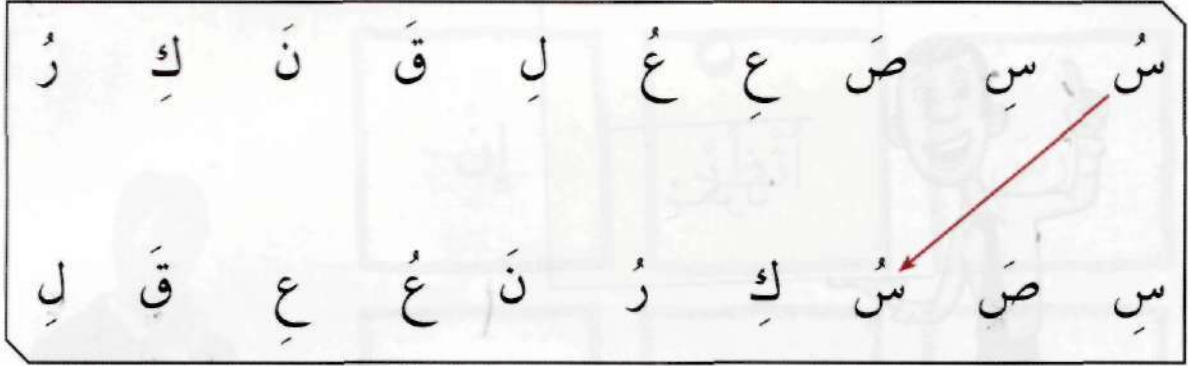 سُ سِ صَ عِ عُ لِ قَ نَ كِ رُ
سِ صَ سُ كِ رُ نَ عُ عِ قَ لِ